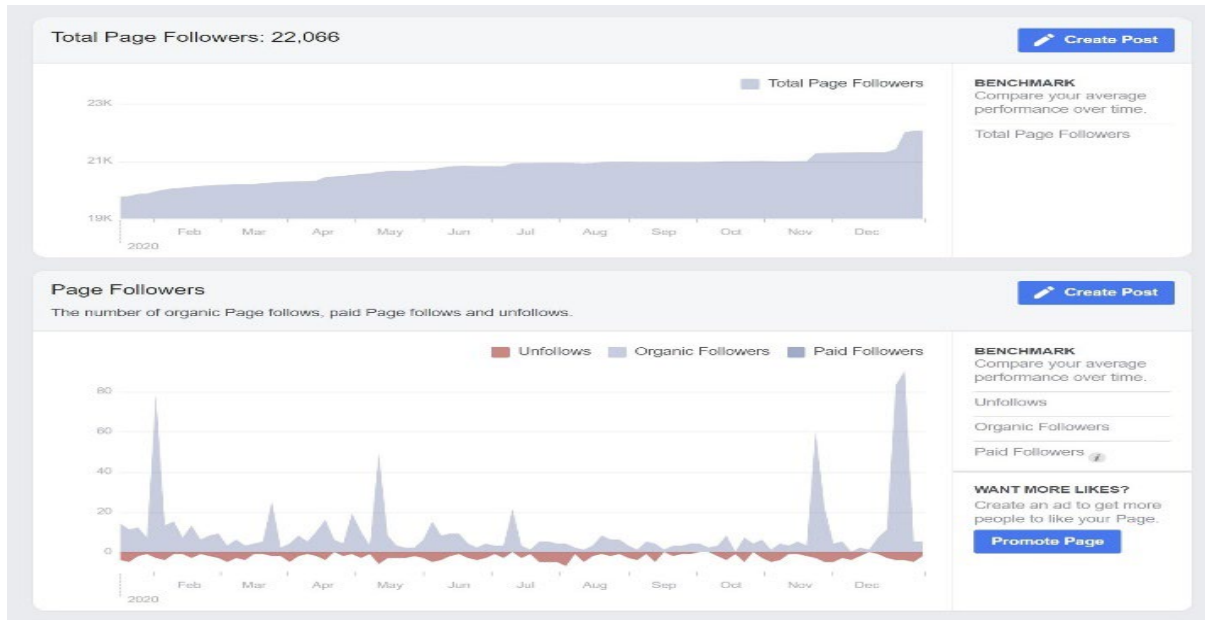 Total Page Followers: 22,066
Create Post
Total Page Followers
BENCHMARK
Compare your average
performance over time.
Total Page Followers
23K
21K
19K
Feb Mar Apr May Jun Jul Aug Sep Oct Nov Dec
2020
Page Followers
Create Post
The number of organic Page follows, paid Page follows and unfollows.
Unfollows Organic Followers Paid Followers
BENCHMARK
Compare your average
performance over time.
Unfollows
Organic Followers
Paid Followers i
WANT MORE LIKES?
Create an ad to get more
people to like your Page.
Promote Page
80
60
40
20
0
Feb Mar Apr May Jun Jul Aug Sep Oct Nov Dec
2020